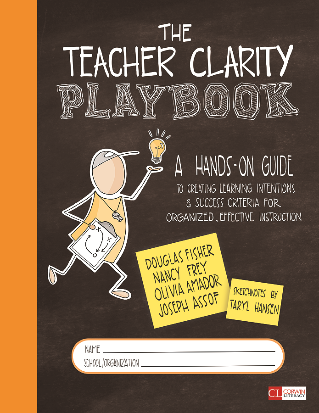 THE
TEACHER CLARITY
PLAYBOOK
A HANDS-ON GUIDE
TO CREATING LEARNING INTENTIONS
& SUCCESS CRITERIA FOR
ORGANIZED, EFFECTIVE INSTRUCTION
DOUGLAS FISHER
NANCY FREY
OLIVIA AMADOR
JOSEPH ASSOF
SKETCHNOTES BY
TARYL HANSEN
NAME
SCHOOL/ORGANIZATION
CL CORWIN
LITERACY